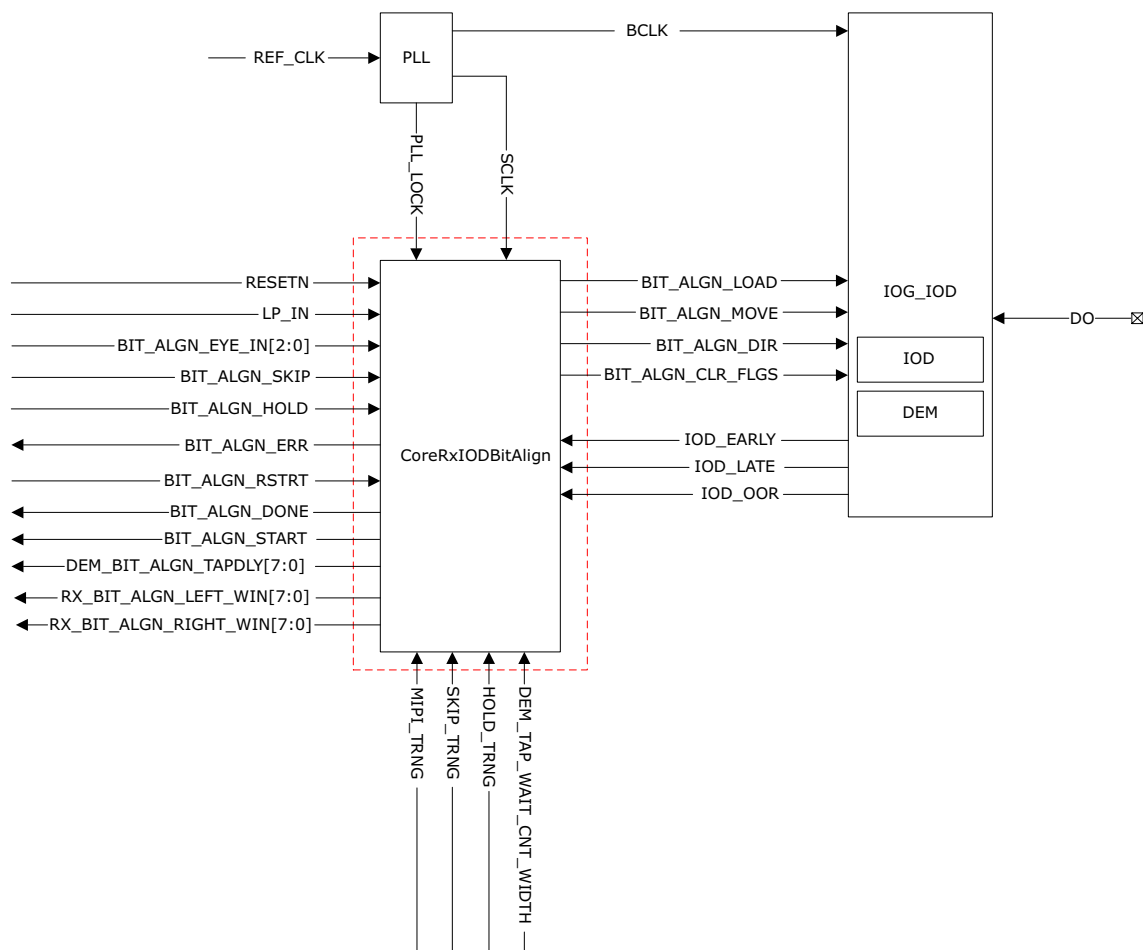 BCLK
REF_CLK
PLL
PLL_LOCK
SCLK
RESETN
LP_IN
BIT_ALGN_EYE_IN[2:0]
BIT_ALGN_SKIP
BIT_ALGN_HOLD
BIT_ALGN_ERR
BIT_ALGN_RSTRT
BIT_ALGN_DONE
BIT_ALGN_START
DEM_BIT_ALGN_TAPDLY[7:0]
RX_BIT_ALGN_LEFT_WIN[7:0]
RX_BIT_ALGN_RIGHT_WIN[7:0]
CoreRxIODBitAlign
BIT_ALGN_LOAD
BIT_ALGN_MOVE
BIT_ALGN_DIR
BIT_ALGN_CLR_FLGS
IOD_EARLY
IOD_LATE
IOD_OOR
IOG_IOD
IOD
DEM
DO
MIPI_TRNG
SKIP_TRNG
HOLD_TRNG
DEM_TAP_WAIT_CNT_WIDTH